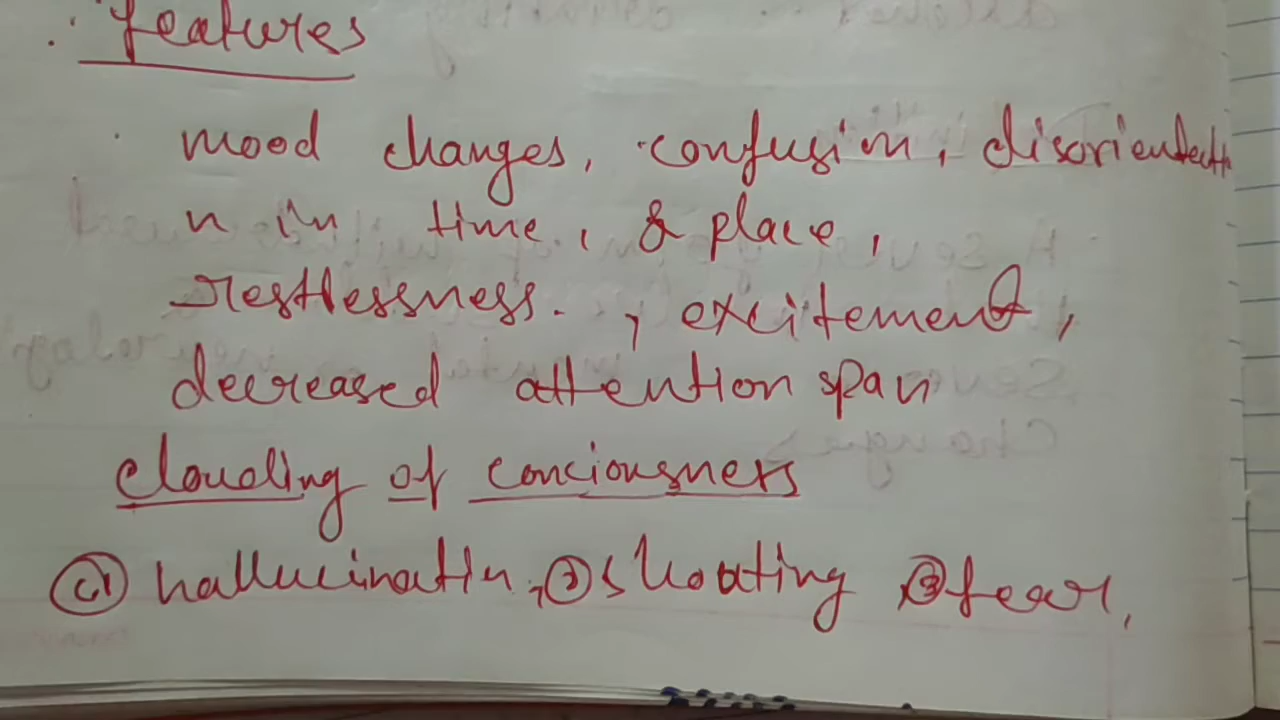 . features
. mood changes, confusion, disorientatio
n in time, & place,
restlessness. , excitement,
decreased attention span
clouding of conciousness
① hallucination, ② shouting ③ fear,